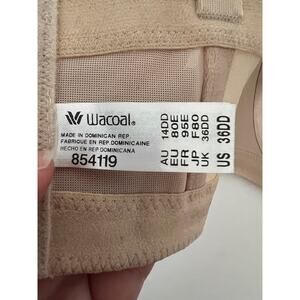 Wacoal®
MADE IN DOMINICAN REP.
FABRIQUE EN REP. DOMINICAINE
HECHO EN REP. DOMINICANA
854119
AU 14DD
EU 80E
FR 95E
JP F80
UK 36DD
US 36DD